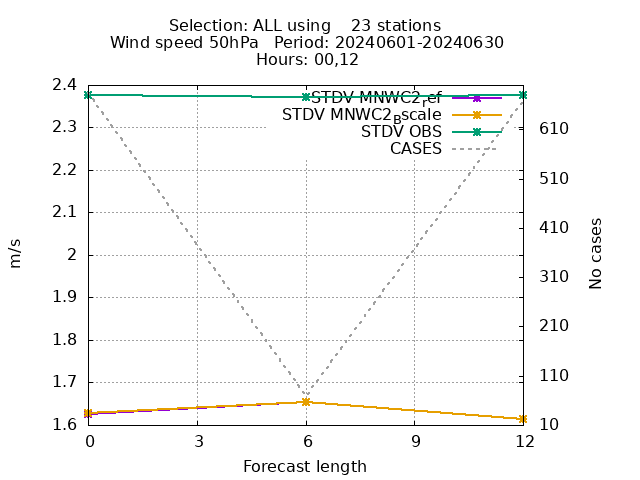 Selection: ALL using    23 stations
Wind speed 50hPa   Period: 20240601-20240630
Hours: 00,12
STDV MNWC2ref
STDV MNWC2Bscale
STDV OBS
CASES
2.4
2.3
2.2
2.1
2
1.9
1.8
1.7
1.6
m/s
610
510
410
310
210
110
10
No cases
0 3 6 9 12
Forecast length